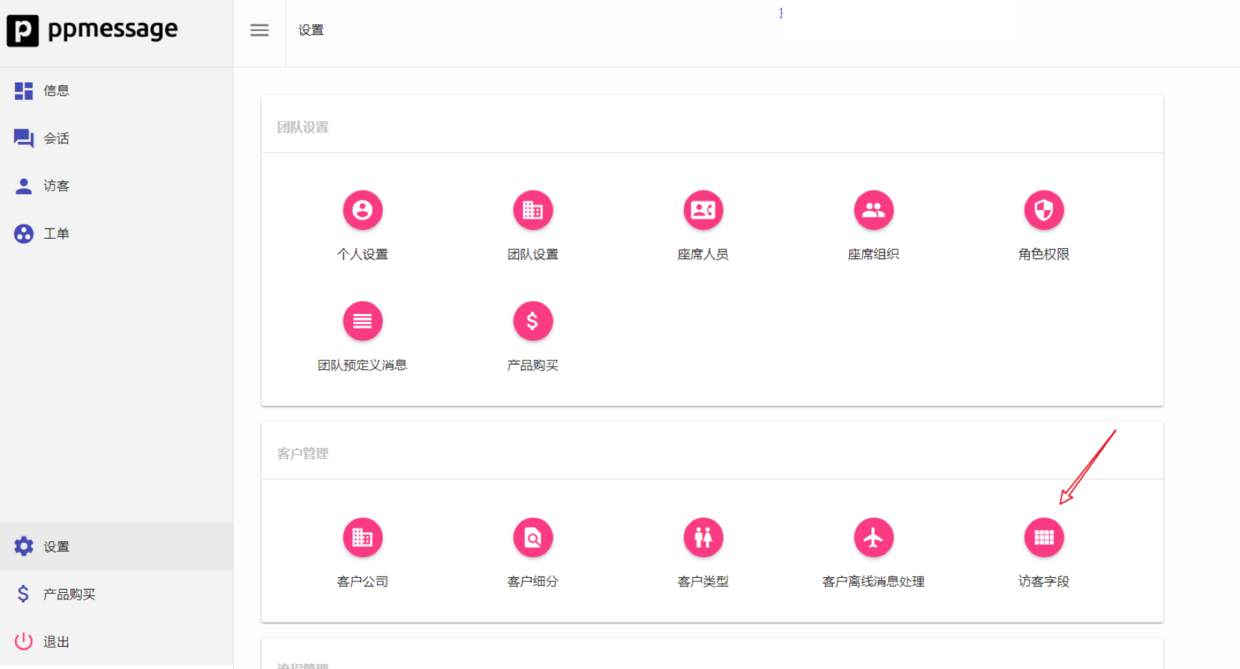 ppmessage
设置
信息
会话
访客
工单
设置
产品购买
退出
团队设置
个人设置
团队设置
座席人员
座席组织
角色权限
团队预定义消息
产品购买
客户管理
客户公司
客户细分
客户类型
客户离线消息处理
访客字段
流程管理